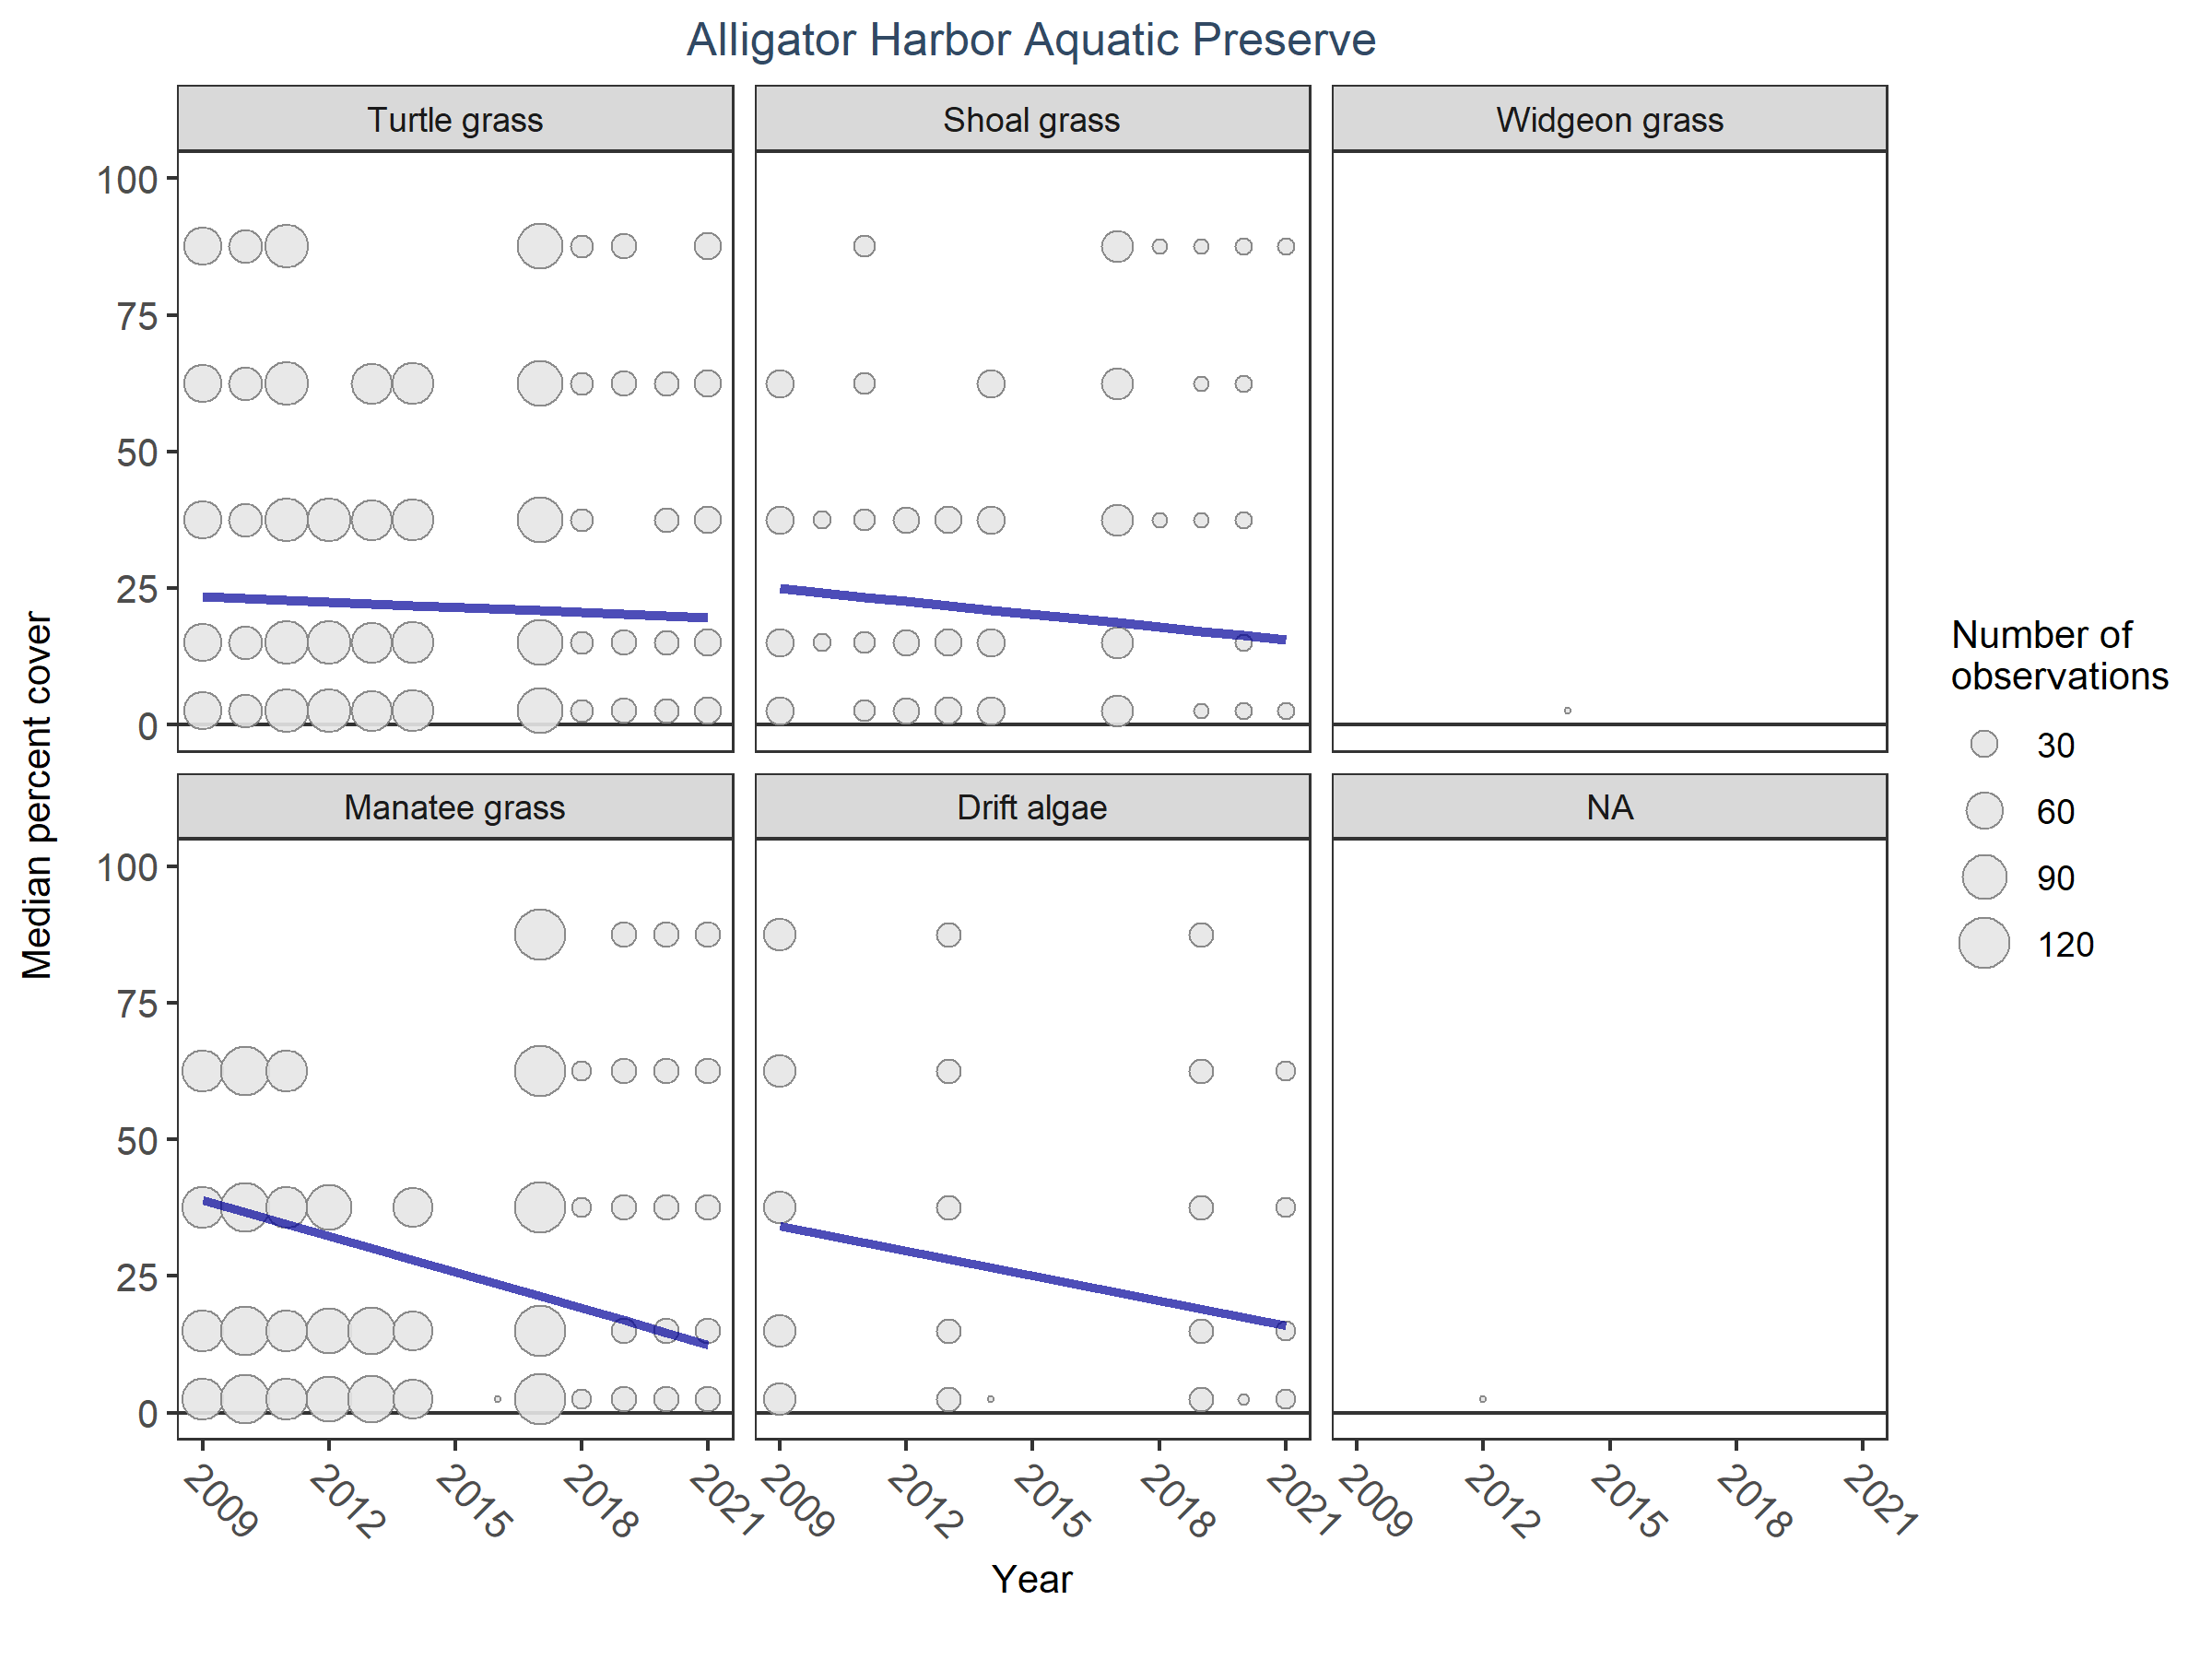 Alligator Harbor Aquatic Preserve
Turtle grass
Shoal grass
Widgeon grass
100
75
50
25
0
Manatee grass
Drift algae
NA
100
75
50
25
0
2009
2012
2015
2018
2021
2009
2012
2015
2018
2021
2009
2012
2015
2018
2021
Year
Median percent cover
Number of
observations
30
60
90
120